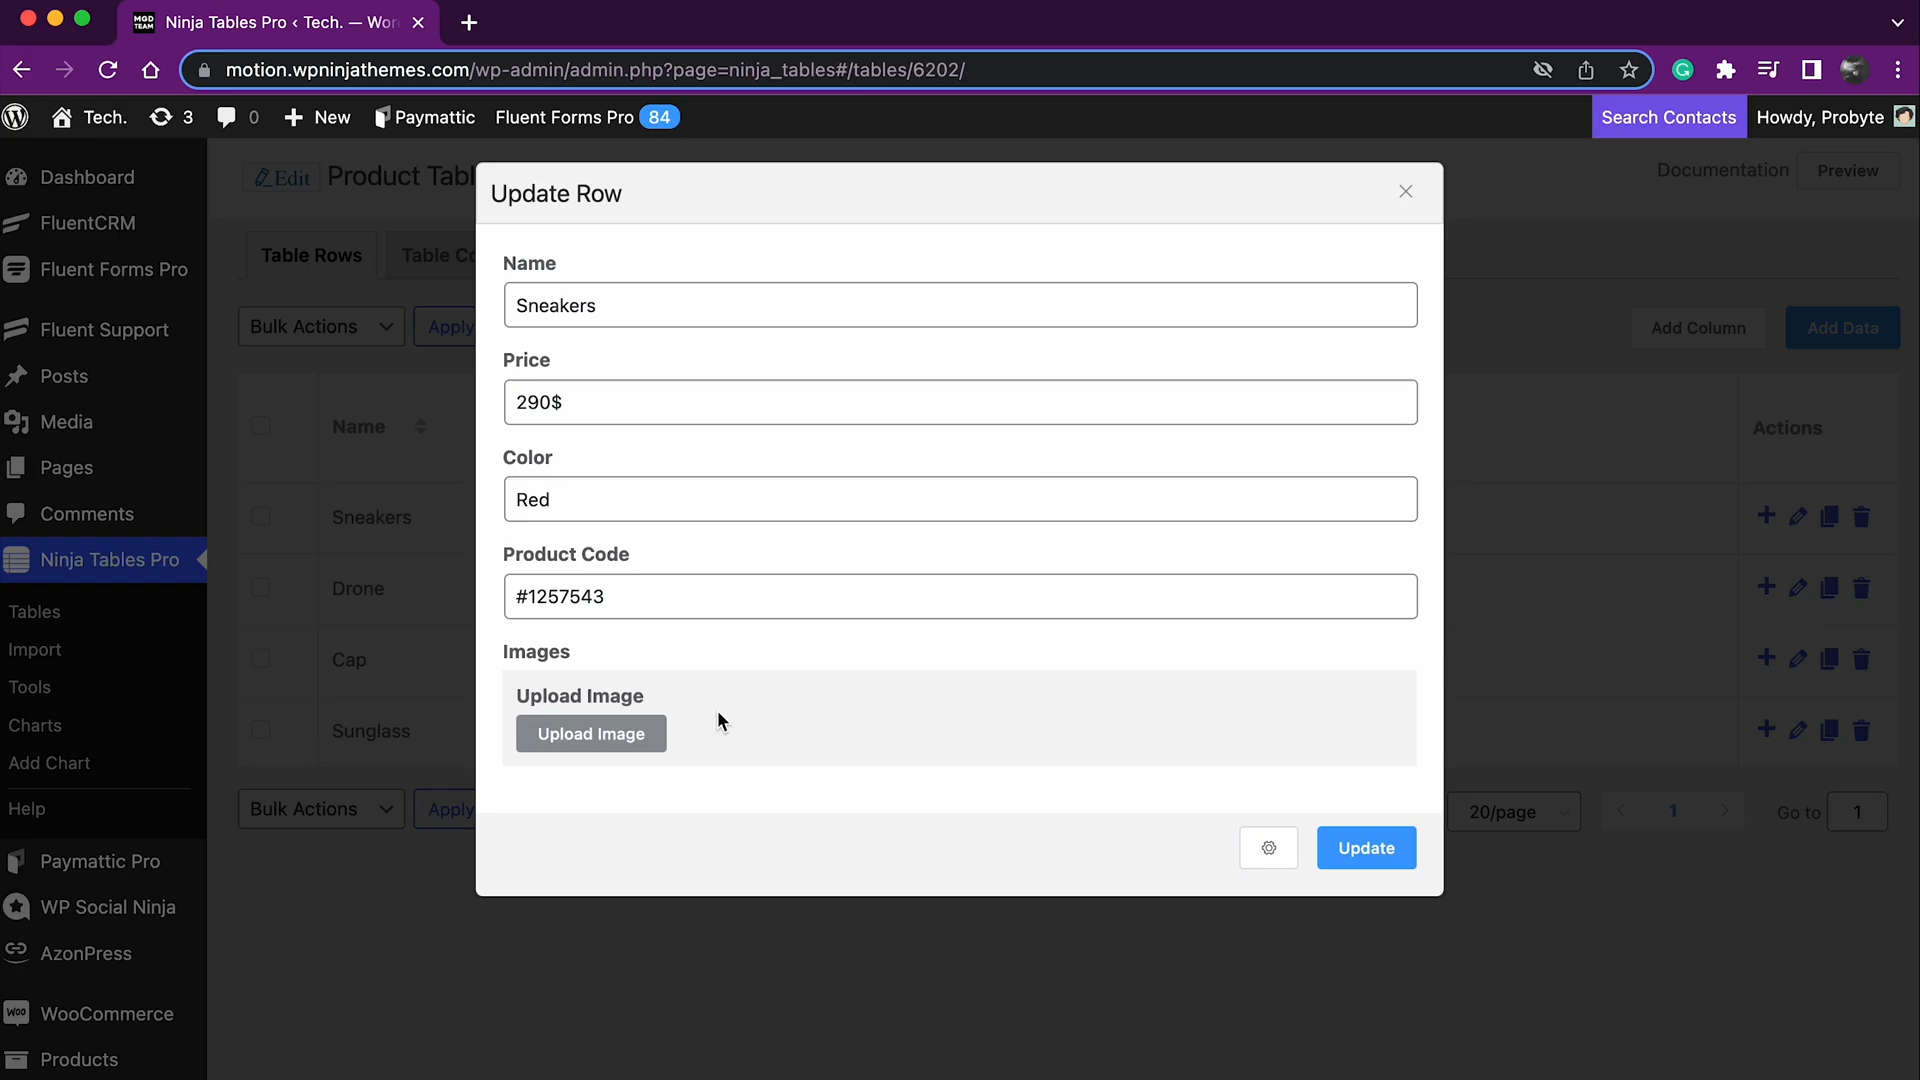 MGD
TEAM
Ninja Tables Pro ‹ Tech. — Wor
motion.wpninjathemes.com/wp-admin/admin.php?page=ninja_tables#/tables/6202/
Tech.
3
0
New
Paymattic
Fluent Forms Pro
84
Search Contacts
Howdy, Probyte
Dashboard
FluentCRM
Fluent Forms Pro
Fluent Support
Posts
Media
Pages
Comments
Ninja Tables Pro
Tables
Import
Tools
Charts
Add Chart
Help
Paymattic Pro
WP Social Ninja
AzonPress
WooCommerce
Products
Edit
Product Tabl
Documentation
Preview
Table Rows
Table Co
Bulk Actions
Apply
Add Column
Add Data
Name
Actions
Sneakers
Drone
Cap
Sunglass
Bulk Actions
Apply
20/page
1
Go to
1
Update Row
Name
Sneakers
Price
290$
Color
Red
Product Code
#1257543
Images
Upload Image
Upload Image
Update